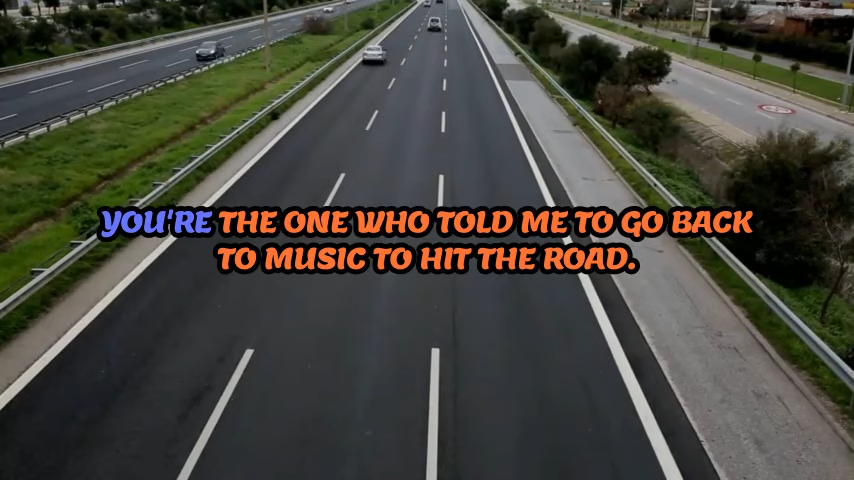 YOU'RE THE ONE WHO TOLD ME TO GO BACK
TO MUSIC TO HIT THE ROAD.